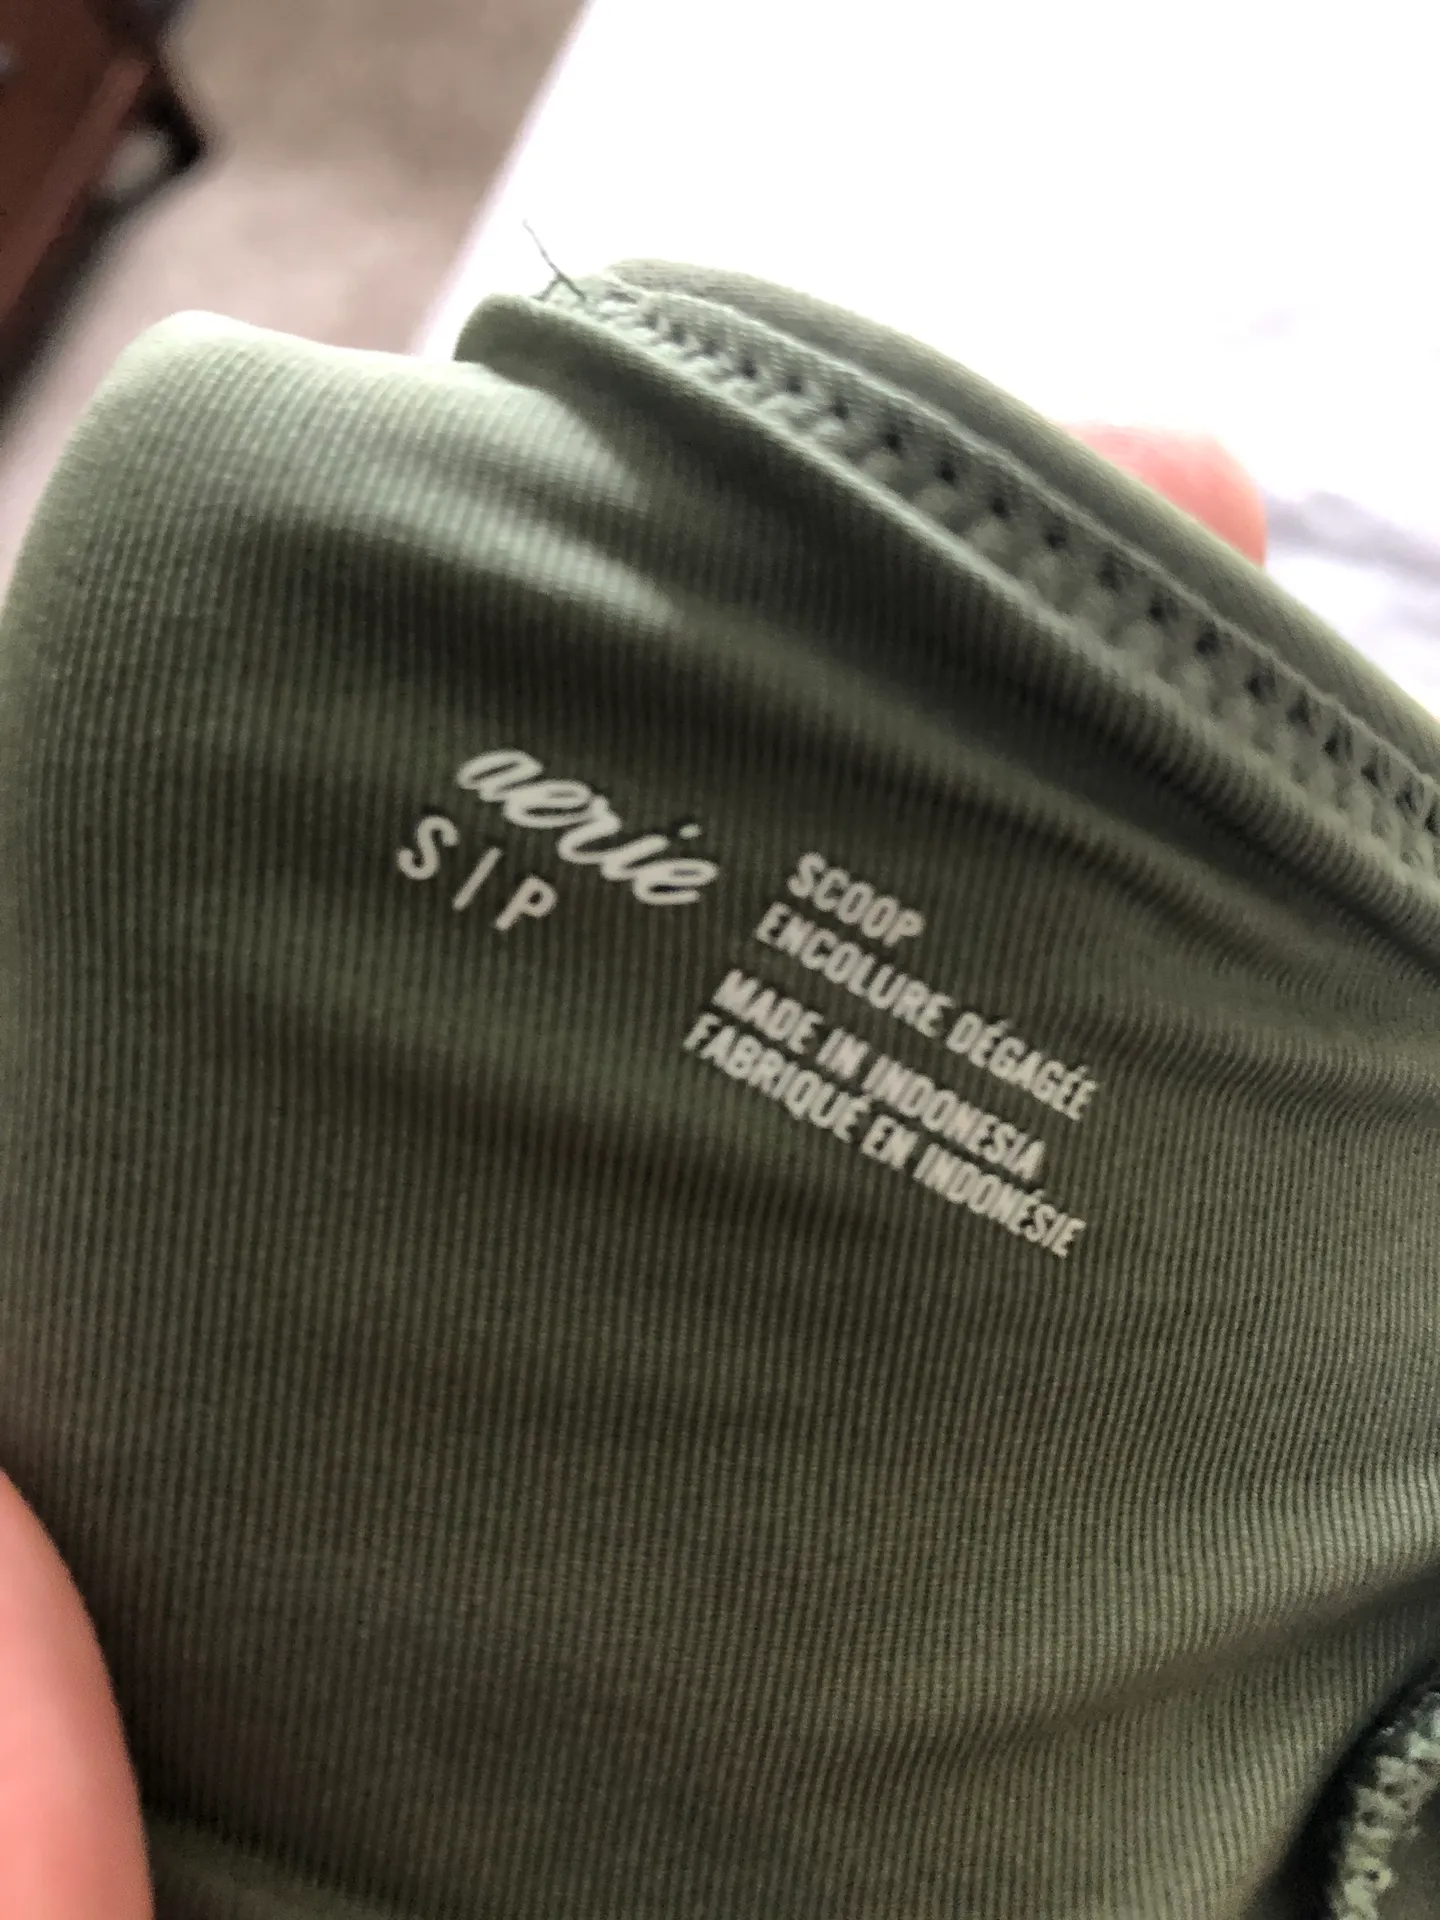 aerie
S | P
SCOOP
ENCOLURE DÉGAGÉE
MADE IN INDONESIA
FABRIQUÉ EN INDONÉSIE